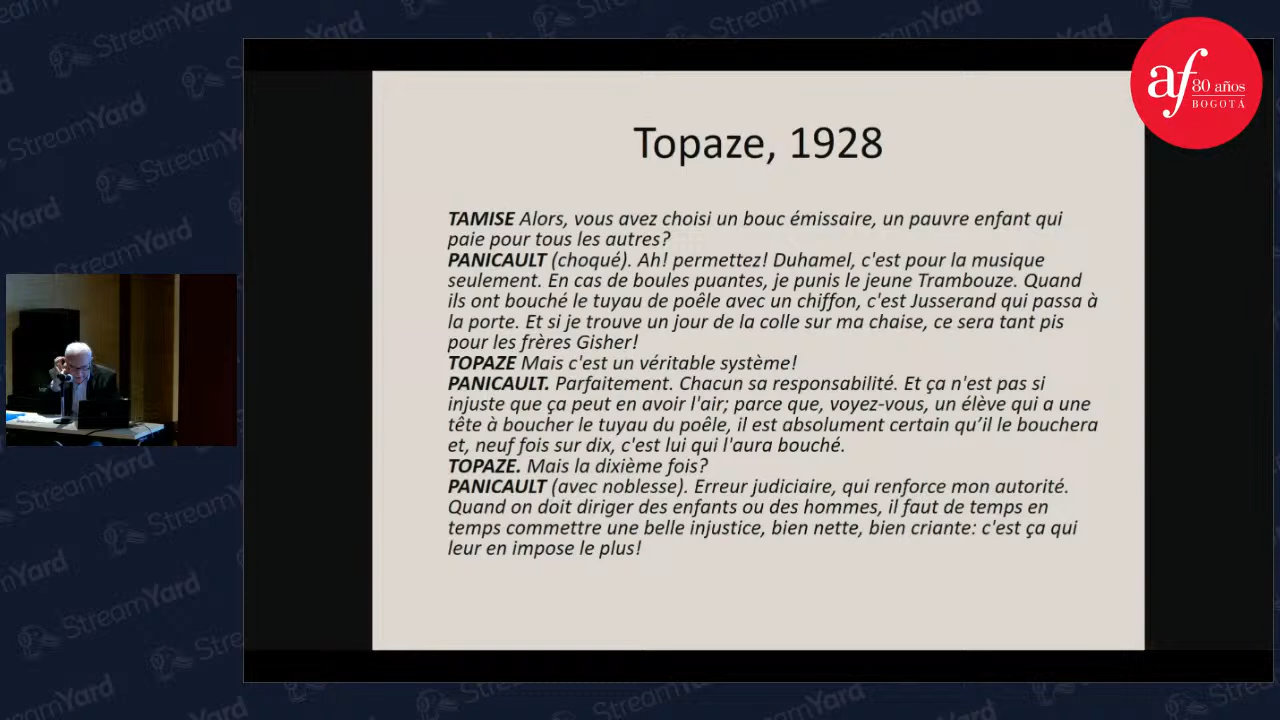 af 80 años
BOGOTÁ
Topaze, 1928
TAMISE Alors, vous avez choisi un bouc émissaire, un pauvre enfant qui
paie pour tous les autres?
PANICAULT (choqué). Ah! permettez! Duhamel, c'est pour la musique
seulement. En cas de boules puantes, je punis le jeune Trambouze. Quand
ils ont bouché le tuyau de poêle avec un chiffon, c'est Jusserand qui passa à
la porte. Et si je trouve un jour de la colle sur ma chaise, ce sera tant pis
pour les frères Gisher!
TOPAZE Mais c'est un véritable système!
PANICAULT. Parfaitement. Chacun sa responsabilité. Et ça n'est pas si
injuste que ça peut en avoir l'air; parce que, voyez-vous, un élève qui a une
tête à boucher le tuyau du poêle, il est absolument certain qu’il le bouchera
et, neuf fois sur dix, c'est lui qui l'aura bouché.
TOPAZE. Mais la dixième fois?
PANICAULT (avec noblesse). Erreur judiciaire, qui renforce mon autorité.
Quand on doit diriger des enfants ou des hommes, il faut de temps en
temps commettre une belle injustice, bien nette, bien criante: c'est ça qui
leur en impose le plus!
StreamYard
StreamYard
StreamYard
StreamYard
StreamYard
StreamYard